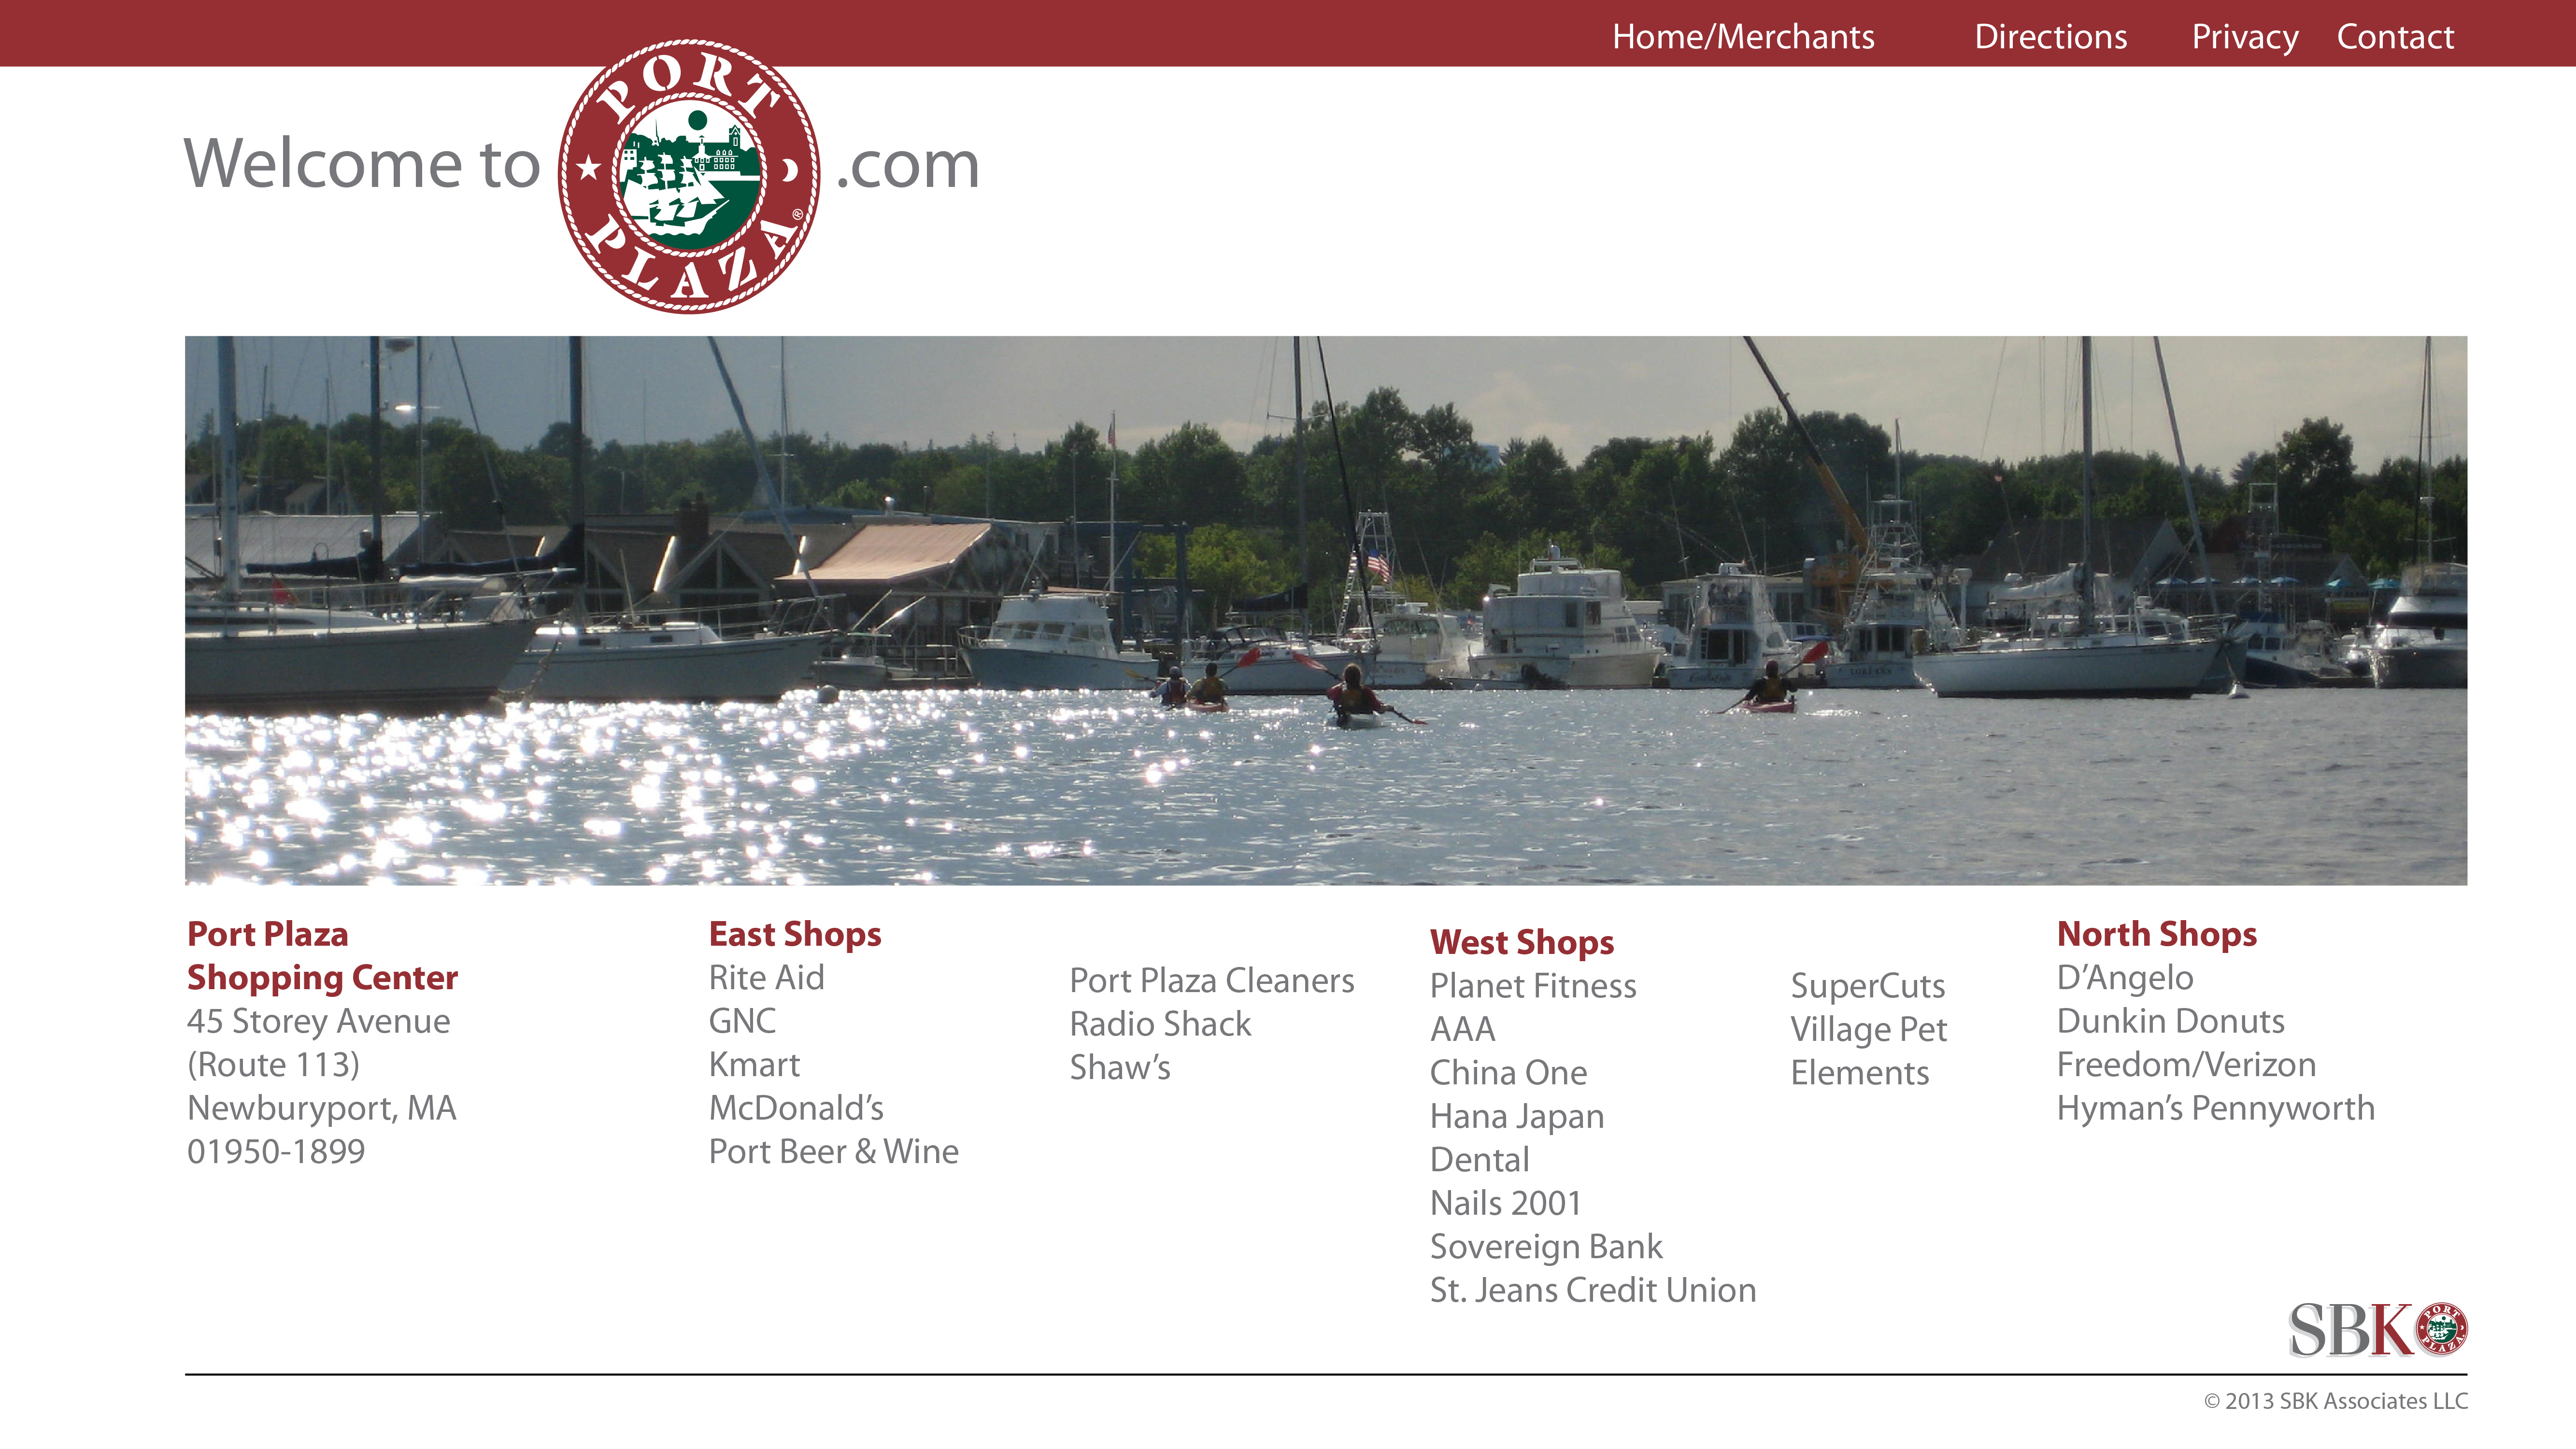 Home/Merchants Directions Privacy Contact
Welcome to PORT PLAZA ® .com
Port Plaza
Shopping Center
45 Storey Avenue
(Route 113)
Newburyport, MA
01950-1899
East Shops
Rite Aid
GNC
Kmart
McDonald’s
Port Beer & Wine
Port Plaza Cleaners
Radio Shack
Shaw’s
West Shops
Planet Fitness
AAA
China One
Hana Japan
Dental
Nails 2001
Sovereign Bank
St. Jeans Credit Union
SuperCuts
Village Pet
Elements
North Shops
D’Angelo
Dunkin Donuts
Freedom/Verizon
Hyman’s Pennyworth
SBK PORT PLAZA
© 2013 SBK Associates LLC